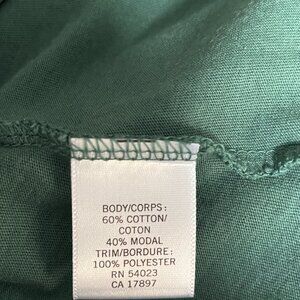 BODY/CORPS:
60% COTTON/
COTON
40% MODAL
TRIM/BORDURE:
100% POLYESTER
RN 54023
CA 17897